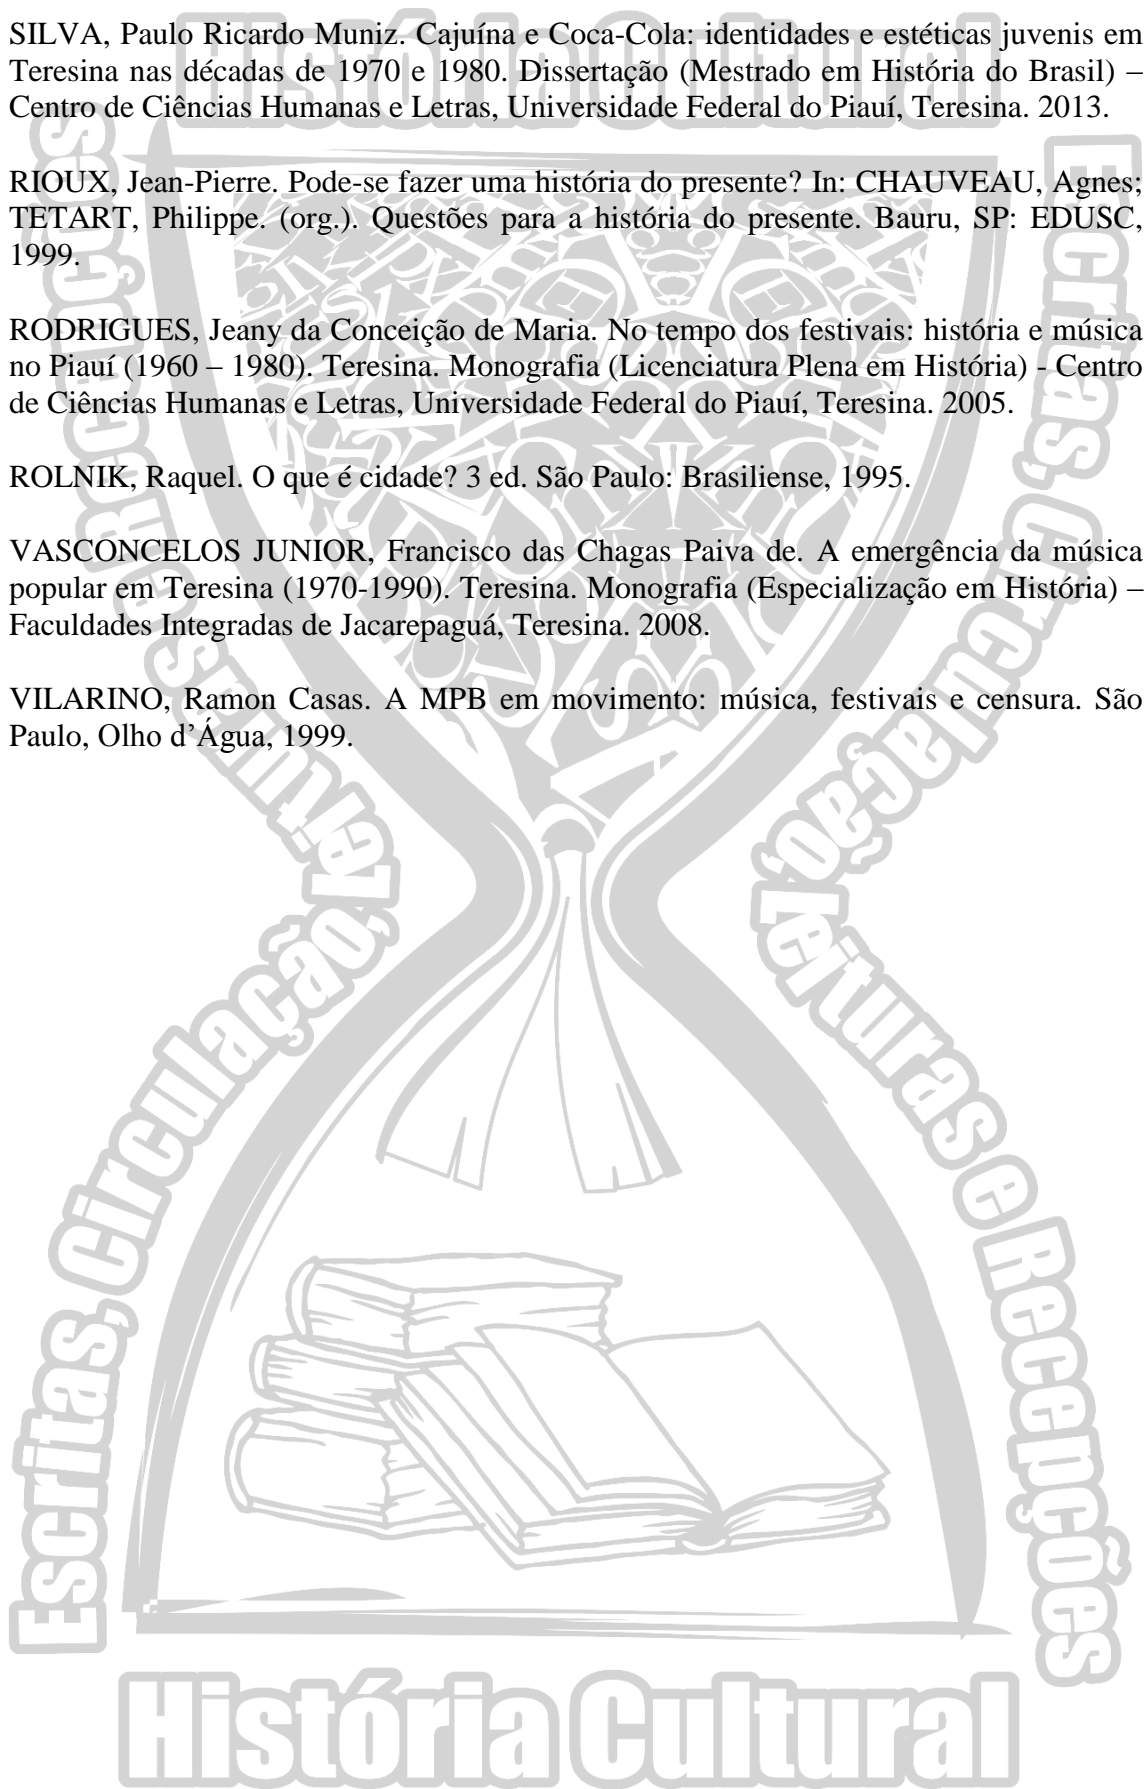 História Cultural
SILVA, Paulo Ricardo Muniz. Cajuína e Coca-Cola: identidades e estéticas juvenis em
Teresina nas décadas de 1970 e 1980. Dissertação (Mestrado em História do Brasil) –
Centro de Ciências Humanas e Letras, Universidade Federal do Piauí, Teresina. 2013.
RIOUX, Jean-Pierre. Pode-se fazer uma história do presente? In: CHAUVEAU, Agnes;
TETART, Philippe. (org.). Questões para a história do presente. Bauru, SP: EDUSC,
1999.
RODRIGUES, Jeany da Conceição de Maria. No tempo dos festivais: história e música
no Piauí (1960 – 1980). Teresina. Monografia (Licenciatura Plena em História) - Centro
de Ciências Humanas e Letras, Universidade Federal do Piauí, Teresina. 2005.
ROLNIK, Raquel. O que é cidade? 3 ed. São Paulo: Brasiliense, 1995.
VASCONCELOS JUNIOR, Francisco das Chagas Paiva de. A emergência da música
popular em Teresina (1970-1990). Teresina. Monografia (Especialização em História) –
Faculdades Integradas de Jacarepaguá, Teresina. 2008.
VILARINO, Ramon Casas. A MPB em movimento: música, festivais e censura. São
Paulo, Olho d’Água, 1999.
Escritas, Circulação, Leituras e Recepções
Escritas, Circulação, Leituras e Recepções
História Cultural